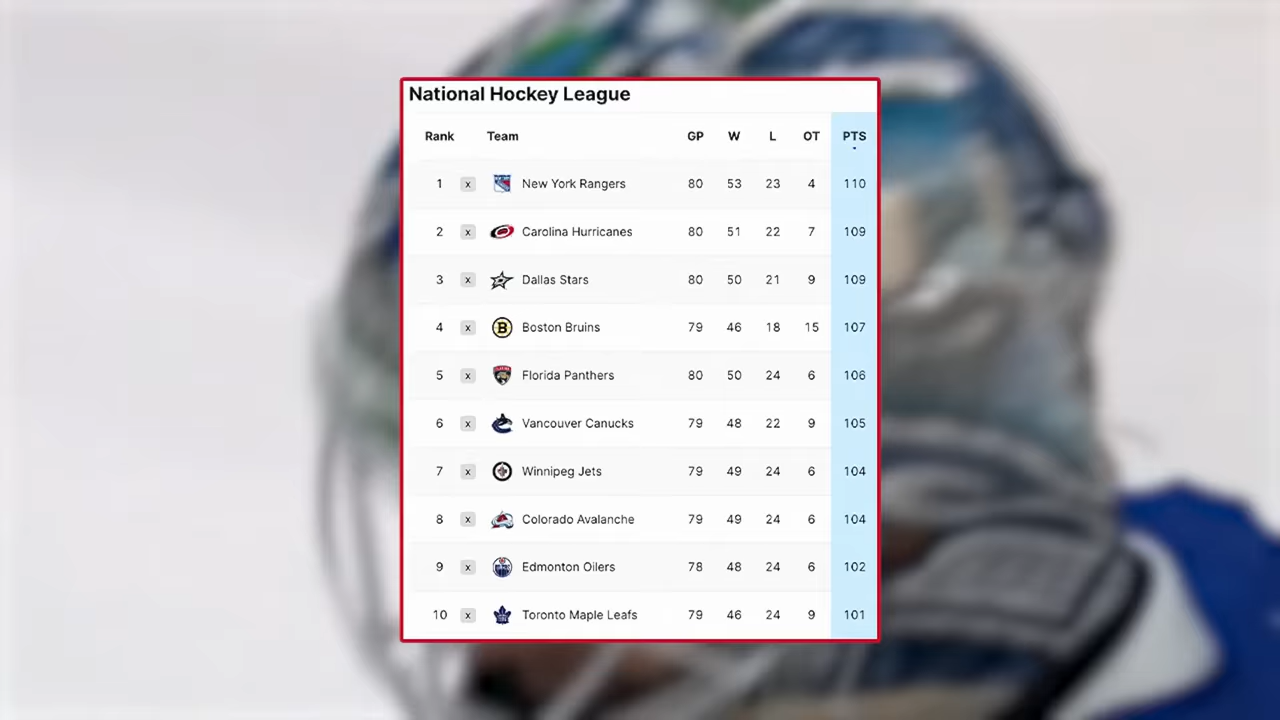 National Hockey League
Rank Team GP W L OT PTS
1 x New York Rangers 80 53 23 4 110
2 x Carolina Hurricanes 80 51 22 7 109
3 x Dallas Stars 80 50 21 9 109
4 x B Boston Bruins 79 46 18 15 107
5 x Florida Panthers 80 50 24 6 106
6 x Vancouver Canucks 79 48 22 9 105
7 x Winnipeg Jets 79 49 24 6 104
8 x Colorado Avalanche 79 49 24 6 104
9 x Edmonton Oilers 78 48 24 6 102
10 x Toronto Maple Leafs 79 46 24 9 101